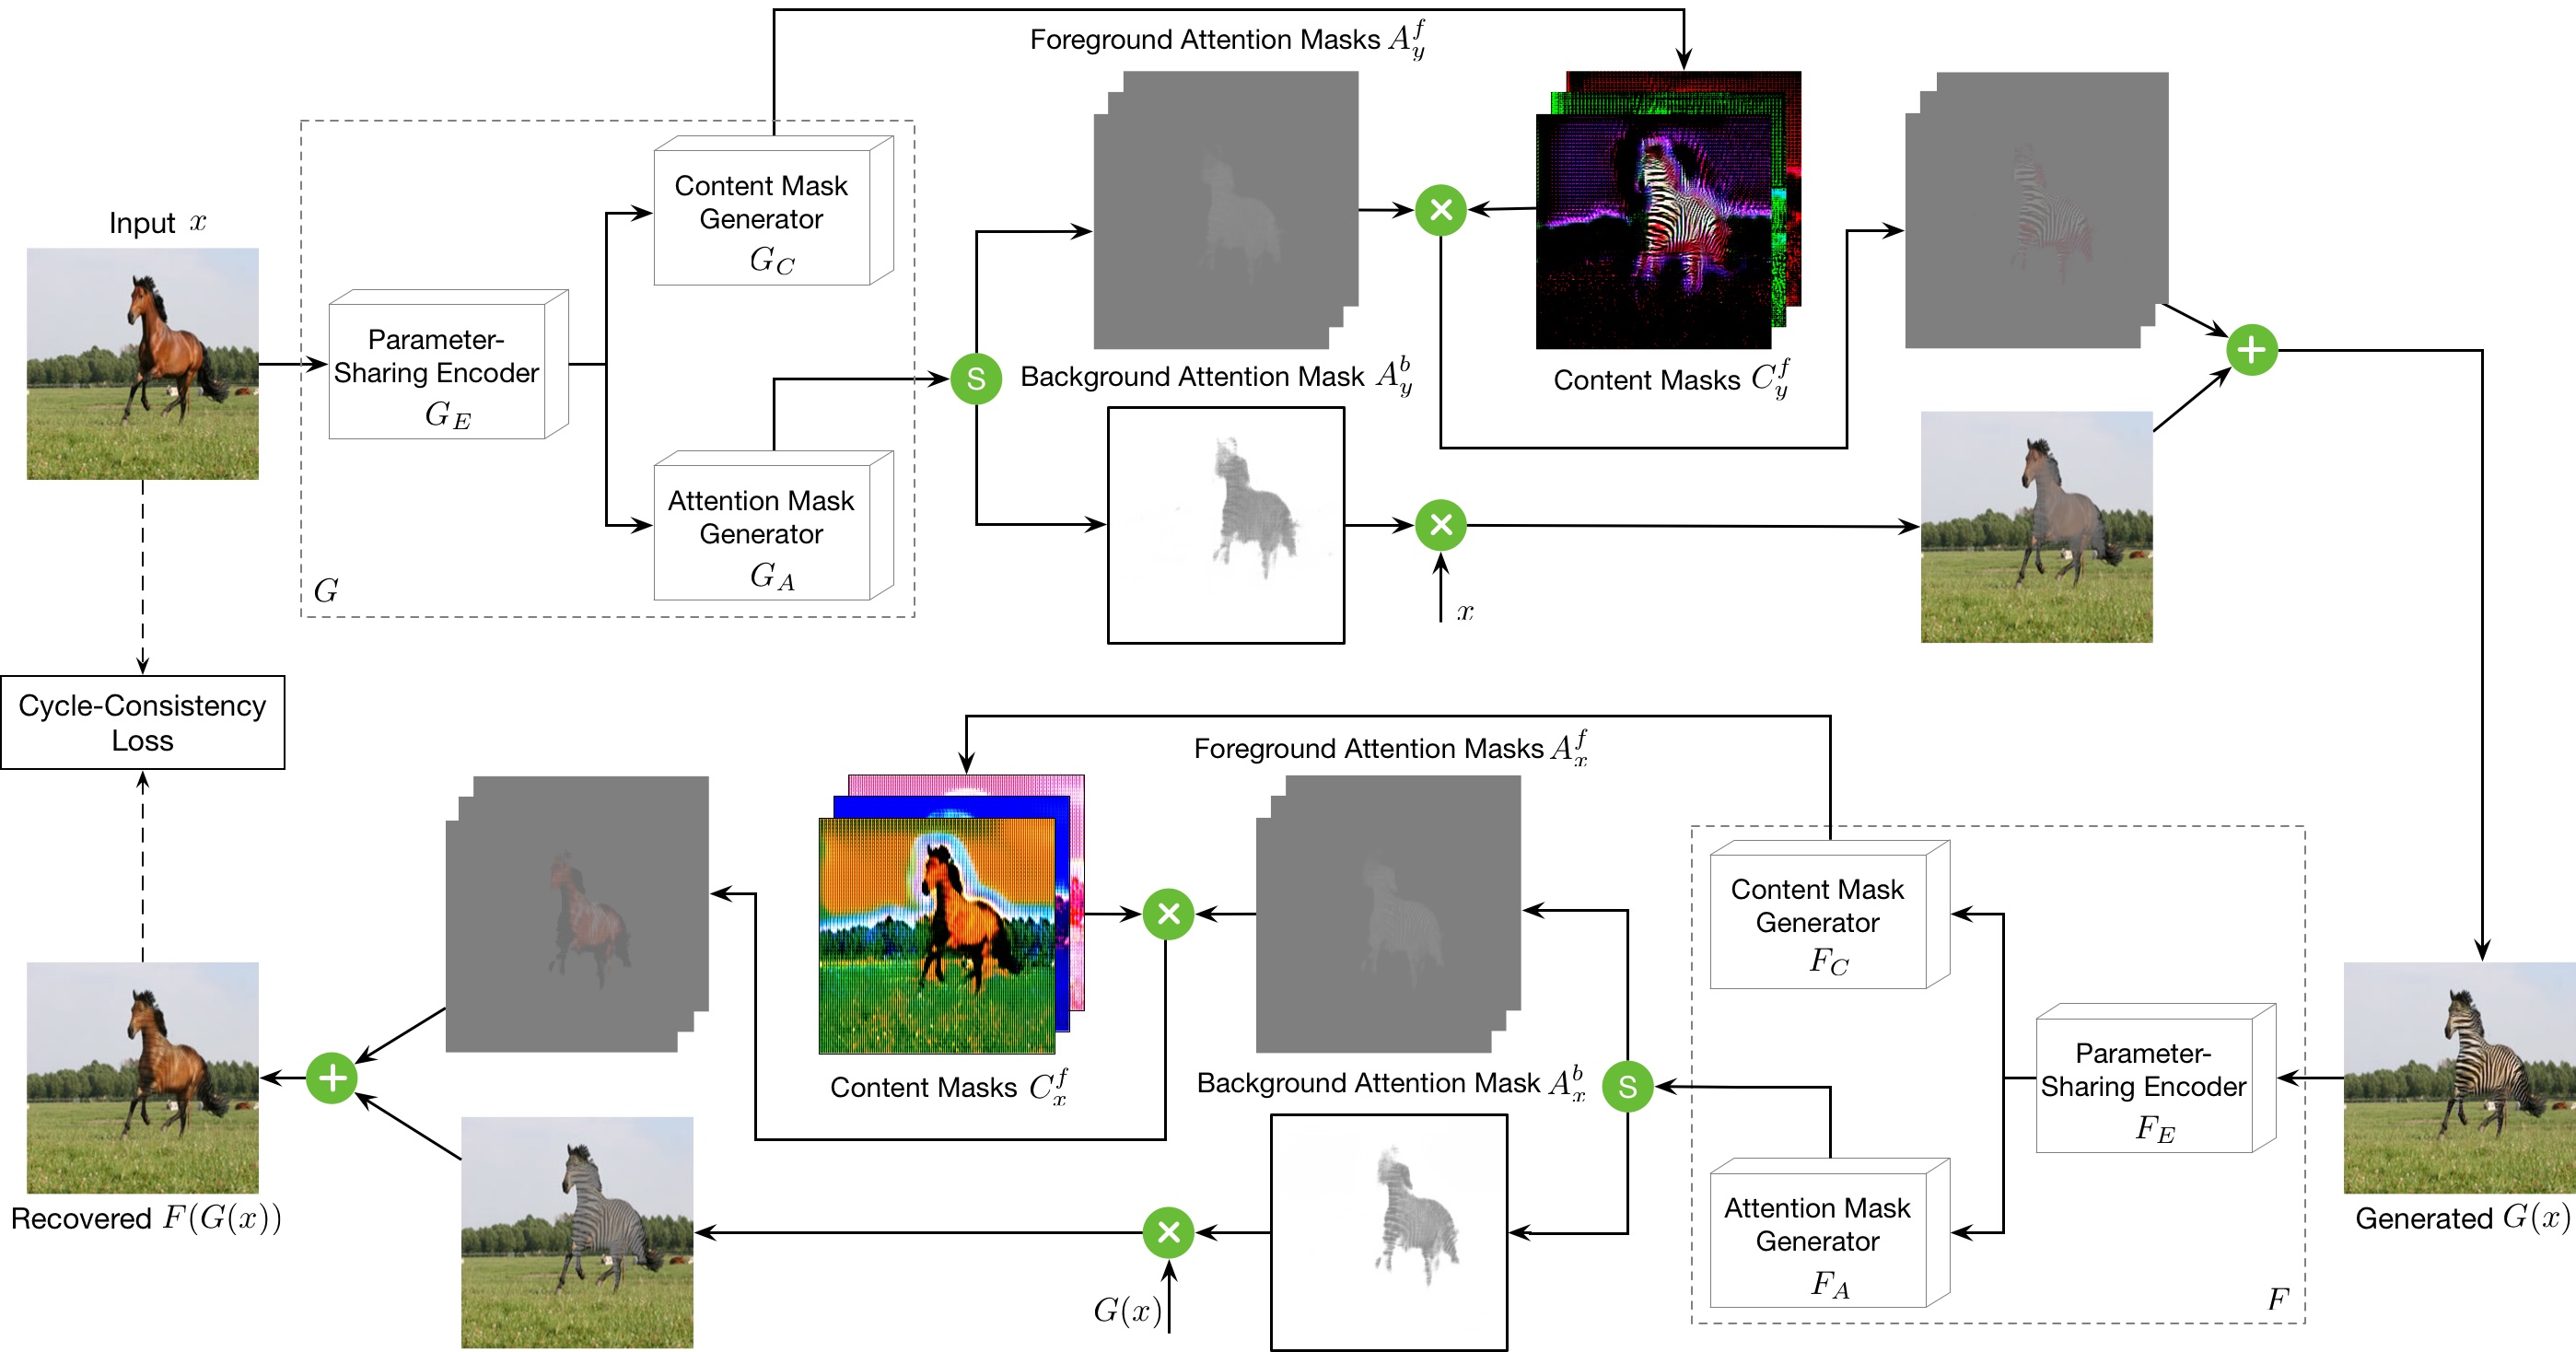 Foreground Attention Masks $A_y^f$
Input $x$
Content Mask
Generator
$G_C$
Parameter-
Sharing Encoder
$G_E$
Attention Mask
Generator
$G_A$
$G$
S
×
Background Attention Mask $A_y^b$
Content Masks $C_y^f$
+
×
$x$
Cycle-Consistency
Loss
Foreground Attention Masks $A_x^f$
Content Mask
Generator
$F_C$
×
Parameter-
Sharing Encoder
$F_E$
Attention Mask
Generator
$F_A$
$F$
S
Background Attention Mask $A_x^b$
Content Masks $C_x^f$
+
×
$G(x)$
Recovered $F(G(x))$
Generated $G(x)$